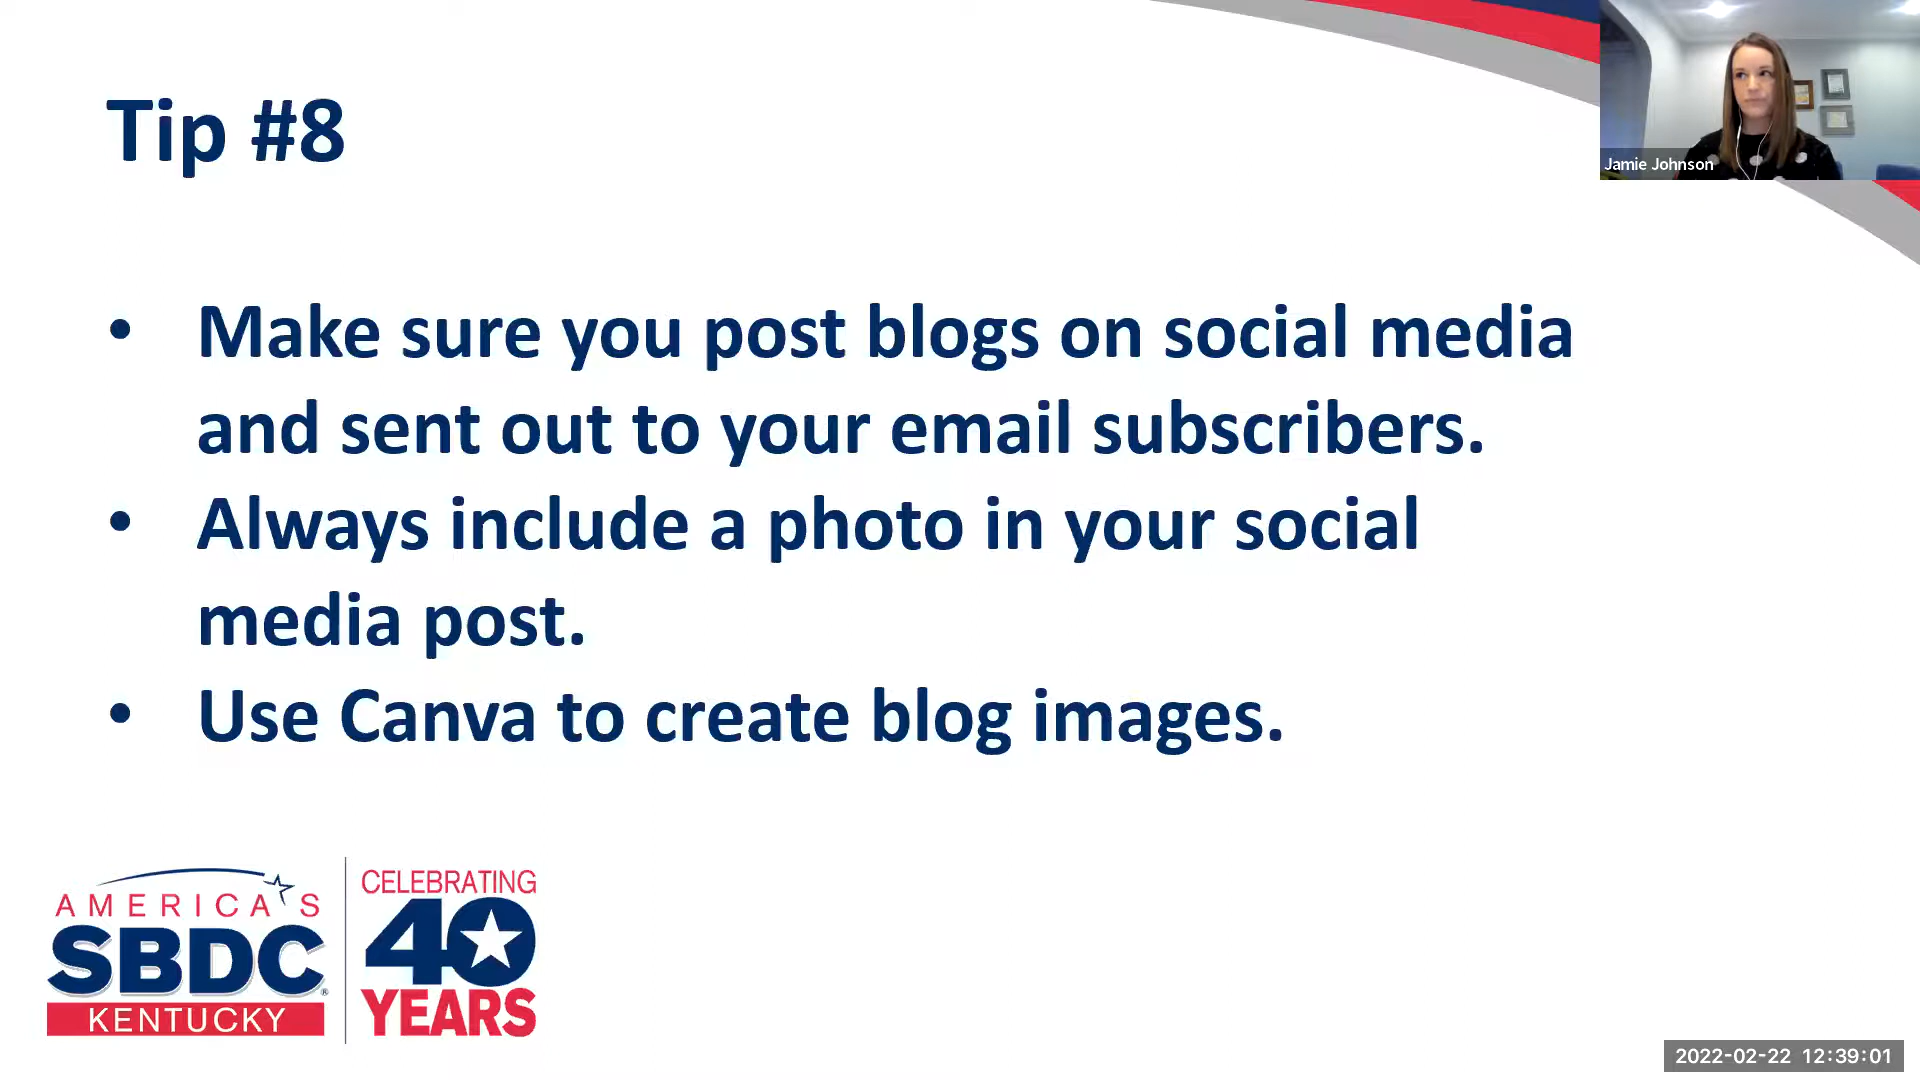 Tip #8
Jamie Johnson
• Make sure you post blogs on social media
and sent out to your email subscribers.
• Always include a photo in your social
media post.
• Use Canva to create blog images.
AMERICA'S
SBDC®
KENTUCKY
CELEBRATING
40
YEARS
2022-02-22 12:39:01